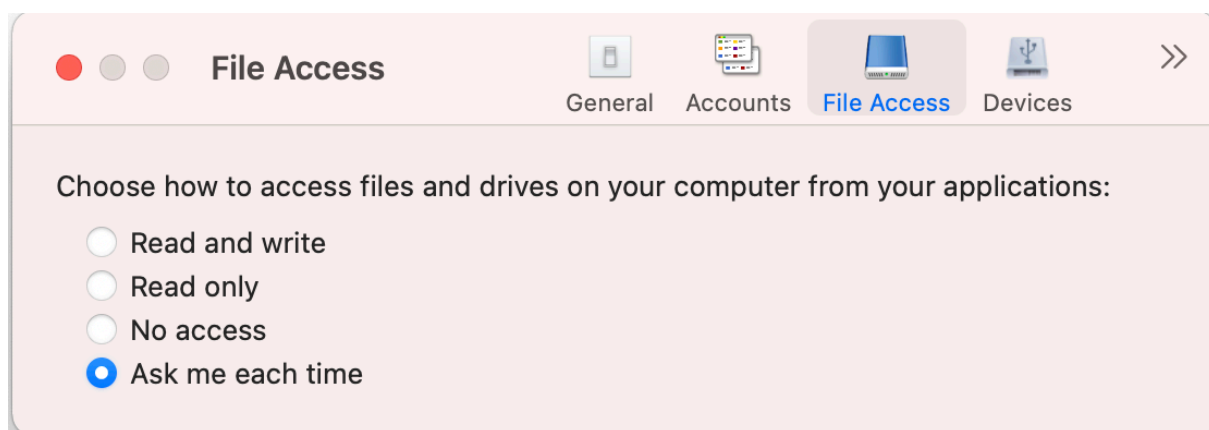 File Access
General
Accounts
File Access
Devices
Choose how to access files and drives on your computer from your applications:
Read and write
Read only
No access
Ask me each time